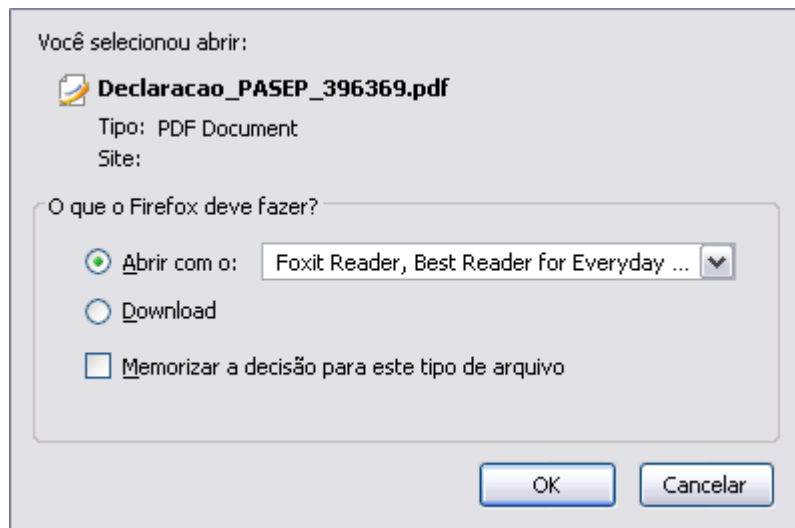 Você selecionou abrir:
Declaracao_PASEP_396369.pdf
Tipo: PDF Document
Site:
O que o Firefox deve fazer?
Abrir com o: Foxit Reader, Best Reader for Everyday ...
Download
Memorizar a decisão para este tipo de arquivo
OK Cancelar